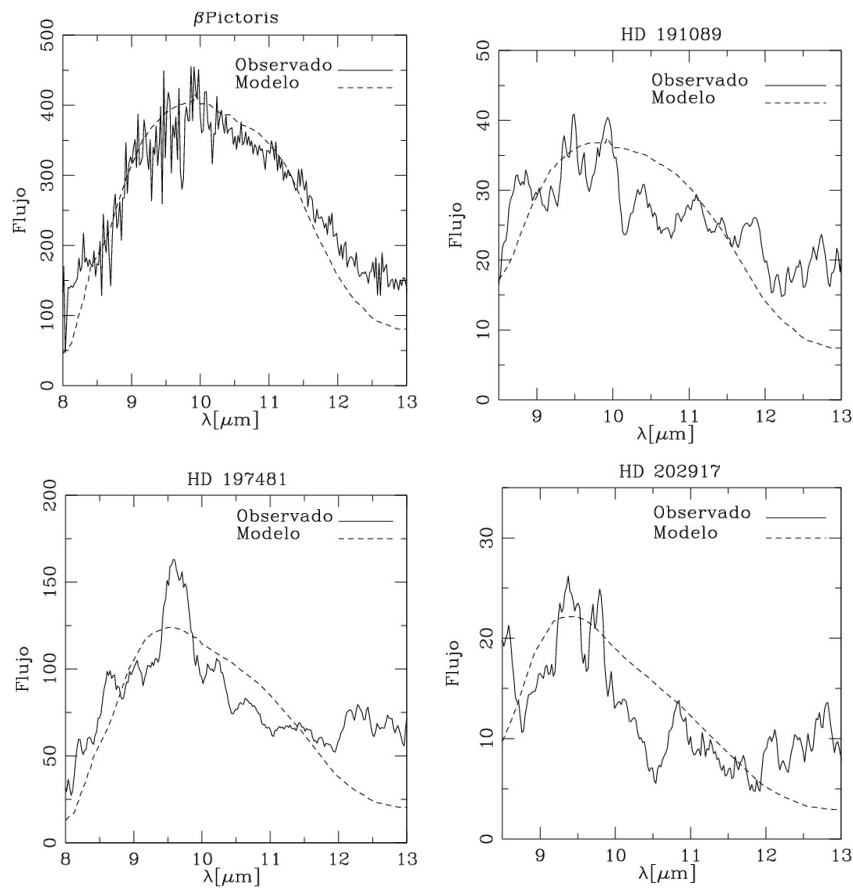 βPictoris
Observado
Modelo
Flujo
500
400
300
200
100
0
8 9 10 11 12 13
λ[μm]
HD 191089
Observado
Modelo
Flujo
50
40
30
20
10
0
9 10 11 12 13
λ[μm]
HD 197481
Observado
Modelo
Flujo
200
150
100
50
0
8 9 10 11 12 13
λ[μm]
HD 202917
Observado
Modelo
Flujo
30
20
10
0
9 10 11 12 13
λ[μm]